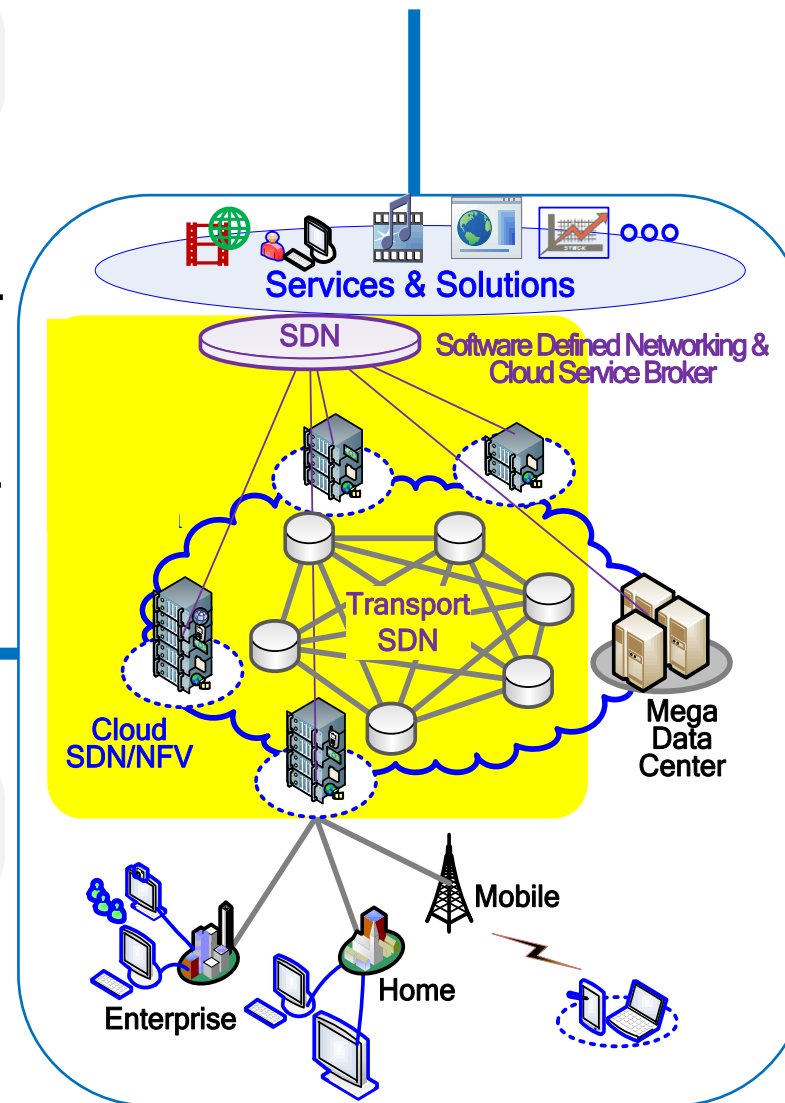 STOCK
Services & Solutions
SDN
Software Defined Networking &
Cloud Service Broker
Transport
SDN
Cloud
SDN/NFV
Mega
Data
Center
Mobile
Home
Enterprise